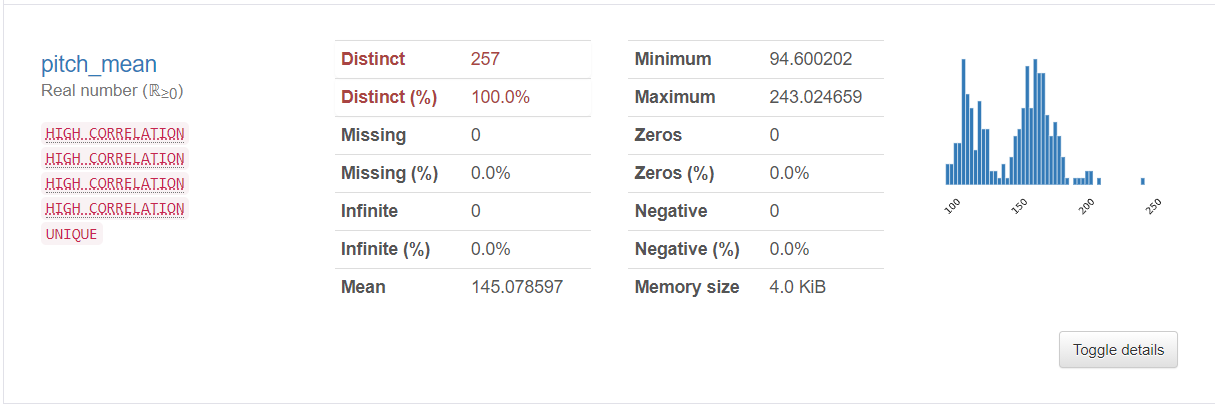 pitch_mean
Real number (ℝ≥0)
HIGH CORRELATION
HIGH CORRELATION
HIGH CORRELATION
HIGH CORRELATION
UNIQUE
Distinct 257
Distinct (%) 100.0%
Missing 0
Missing (%) 0.0%
Infinite 0
Infinite (%) 0.0%
Mean 145.078597
Minimum 94.600202
Maximum 243.024659
Zeros 0
Zeros (%) 0.0%
Negative 0
Negative (%) 0.0%
Memory size 4.0 KiB
100 150 200 250
Toggle details